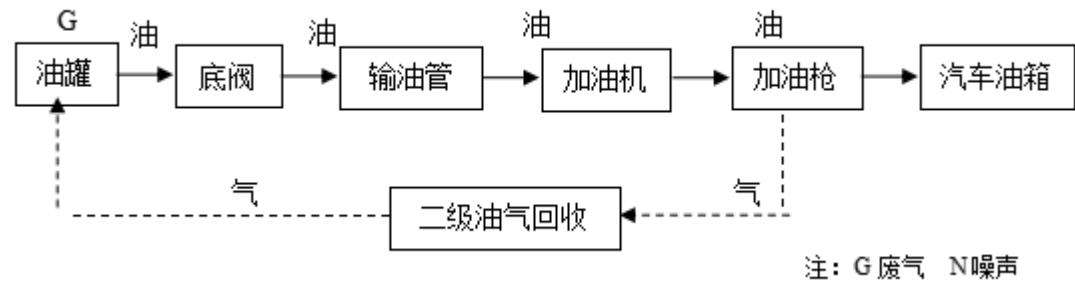 G
油 油 油 油
油罐 底阀 输油管 加油机 加油枪 汽车油箱
气 气
二级油气回收
注：G 废气 N噪声